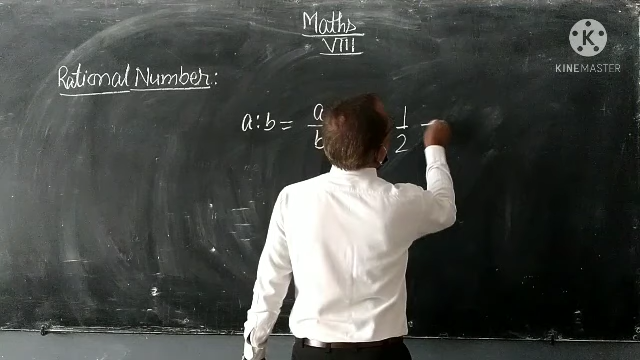 Maths
VIII
KINEMASTER
Rational Number:
a:b = a/b 1/2 -